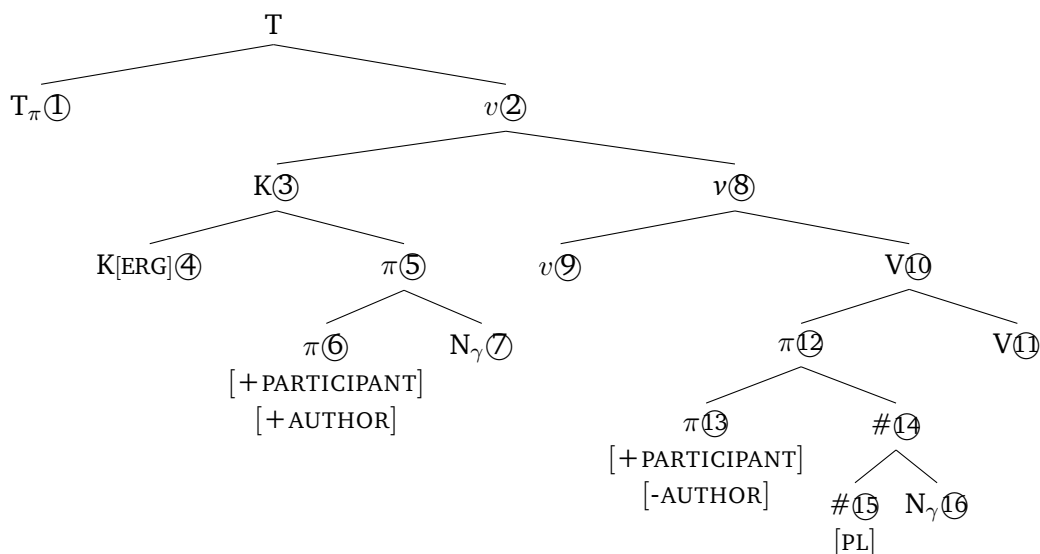 T
Tπ① v②
K③ v⑧
K[ERG]④ π⑤ v⑨ V⑩
π⑥ Nγ⑦ π⑫ V⑪
[+PARTICIPANT]
[+AUTHOR] π⑬ #⑭
[+PARTICIPANT]
[-AUTHOR] #⑮ Nγ⑯
[PL]